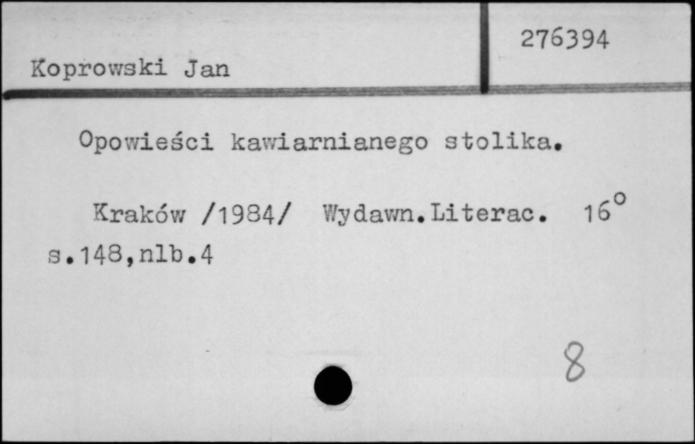 276394
Koprowski Jan
Opowieści kawiarnianego stolika.
Kraków /1984/ Wydawn.Literac. 16°
s.148,nlb.4
8